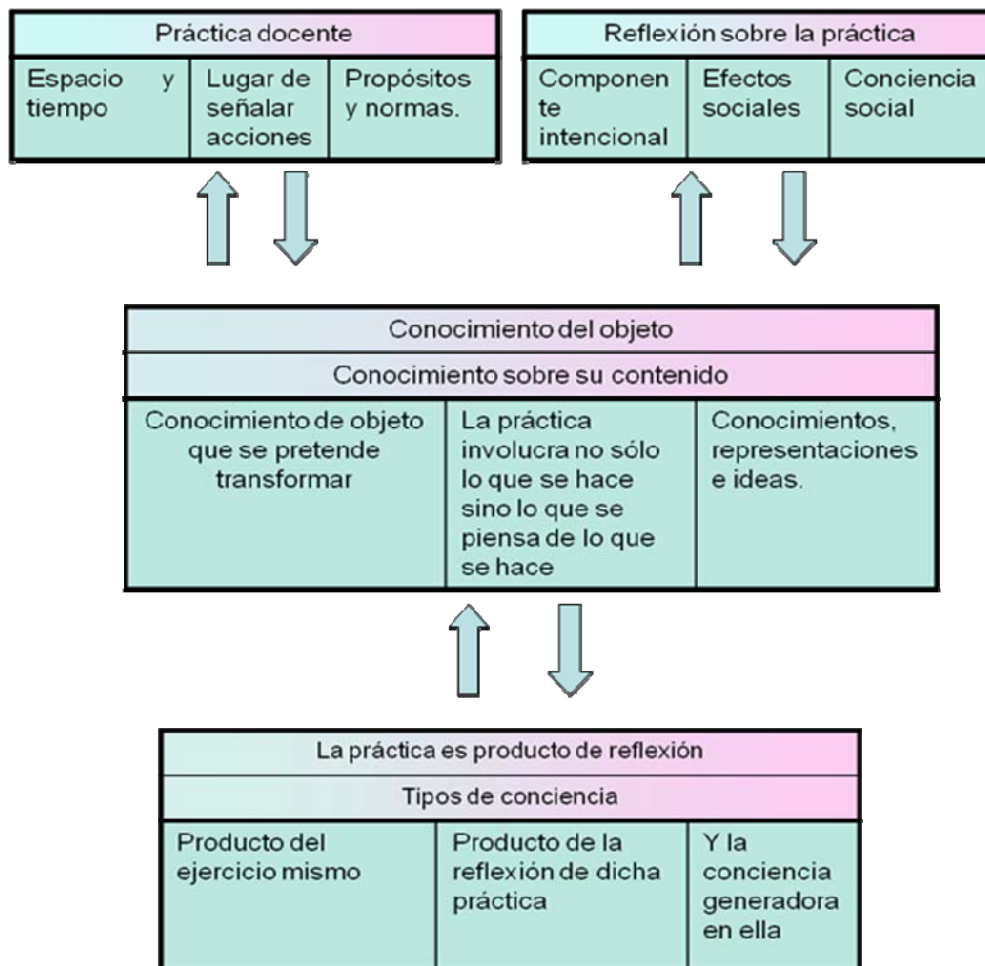 Práctica docente
Espacio y
tiempo
Lugar de
señalar
acciones
Propósitos
y normas.
Reflexión sobre la práctica
Componen
te
intencional
Efectos
sociales
Conciencia
social
Conocimiento del objeto
Conocimiento sobre su contenido
Conocimiento de objeto
que se pretende
transformar
La práctica
involucra no sólo
lo que se hace
sino lo que se
piensa de lo que
se hace
Conocimientos,
representaciones
e ideas.
La práctica es producto de reflexión
Tipos de conciencia
Producto del
ejercicio mismo
Producto de la
reflexión de dicha
práctica
Y la
conciencia
generadora
en ella